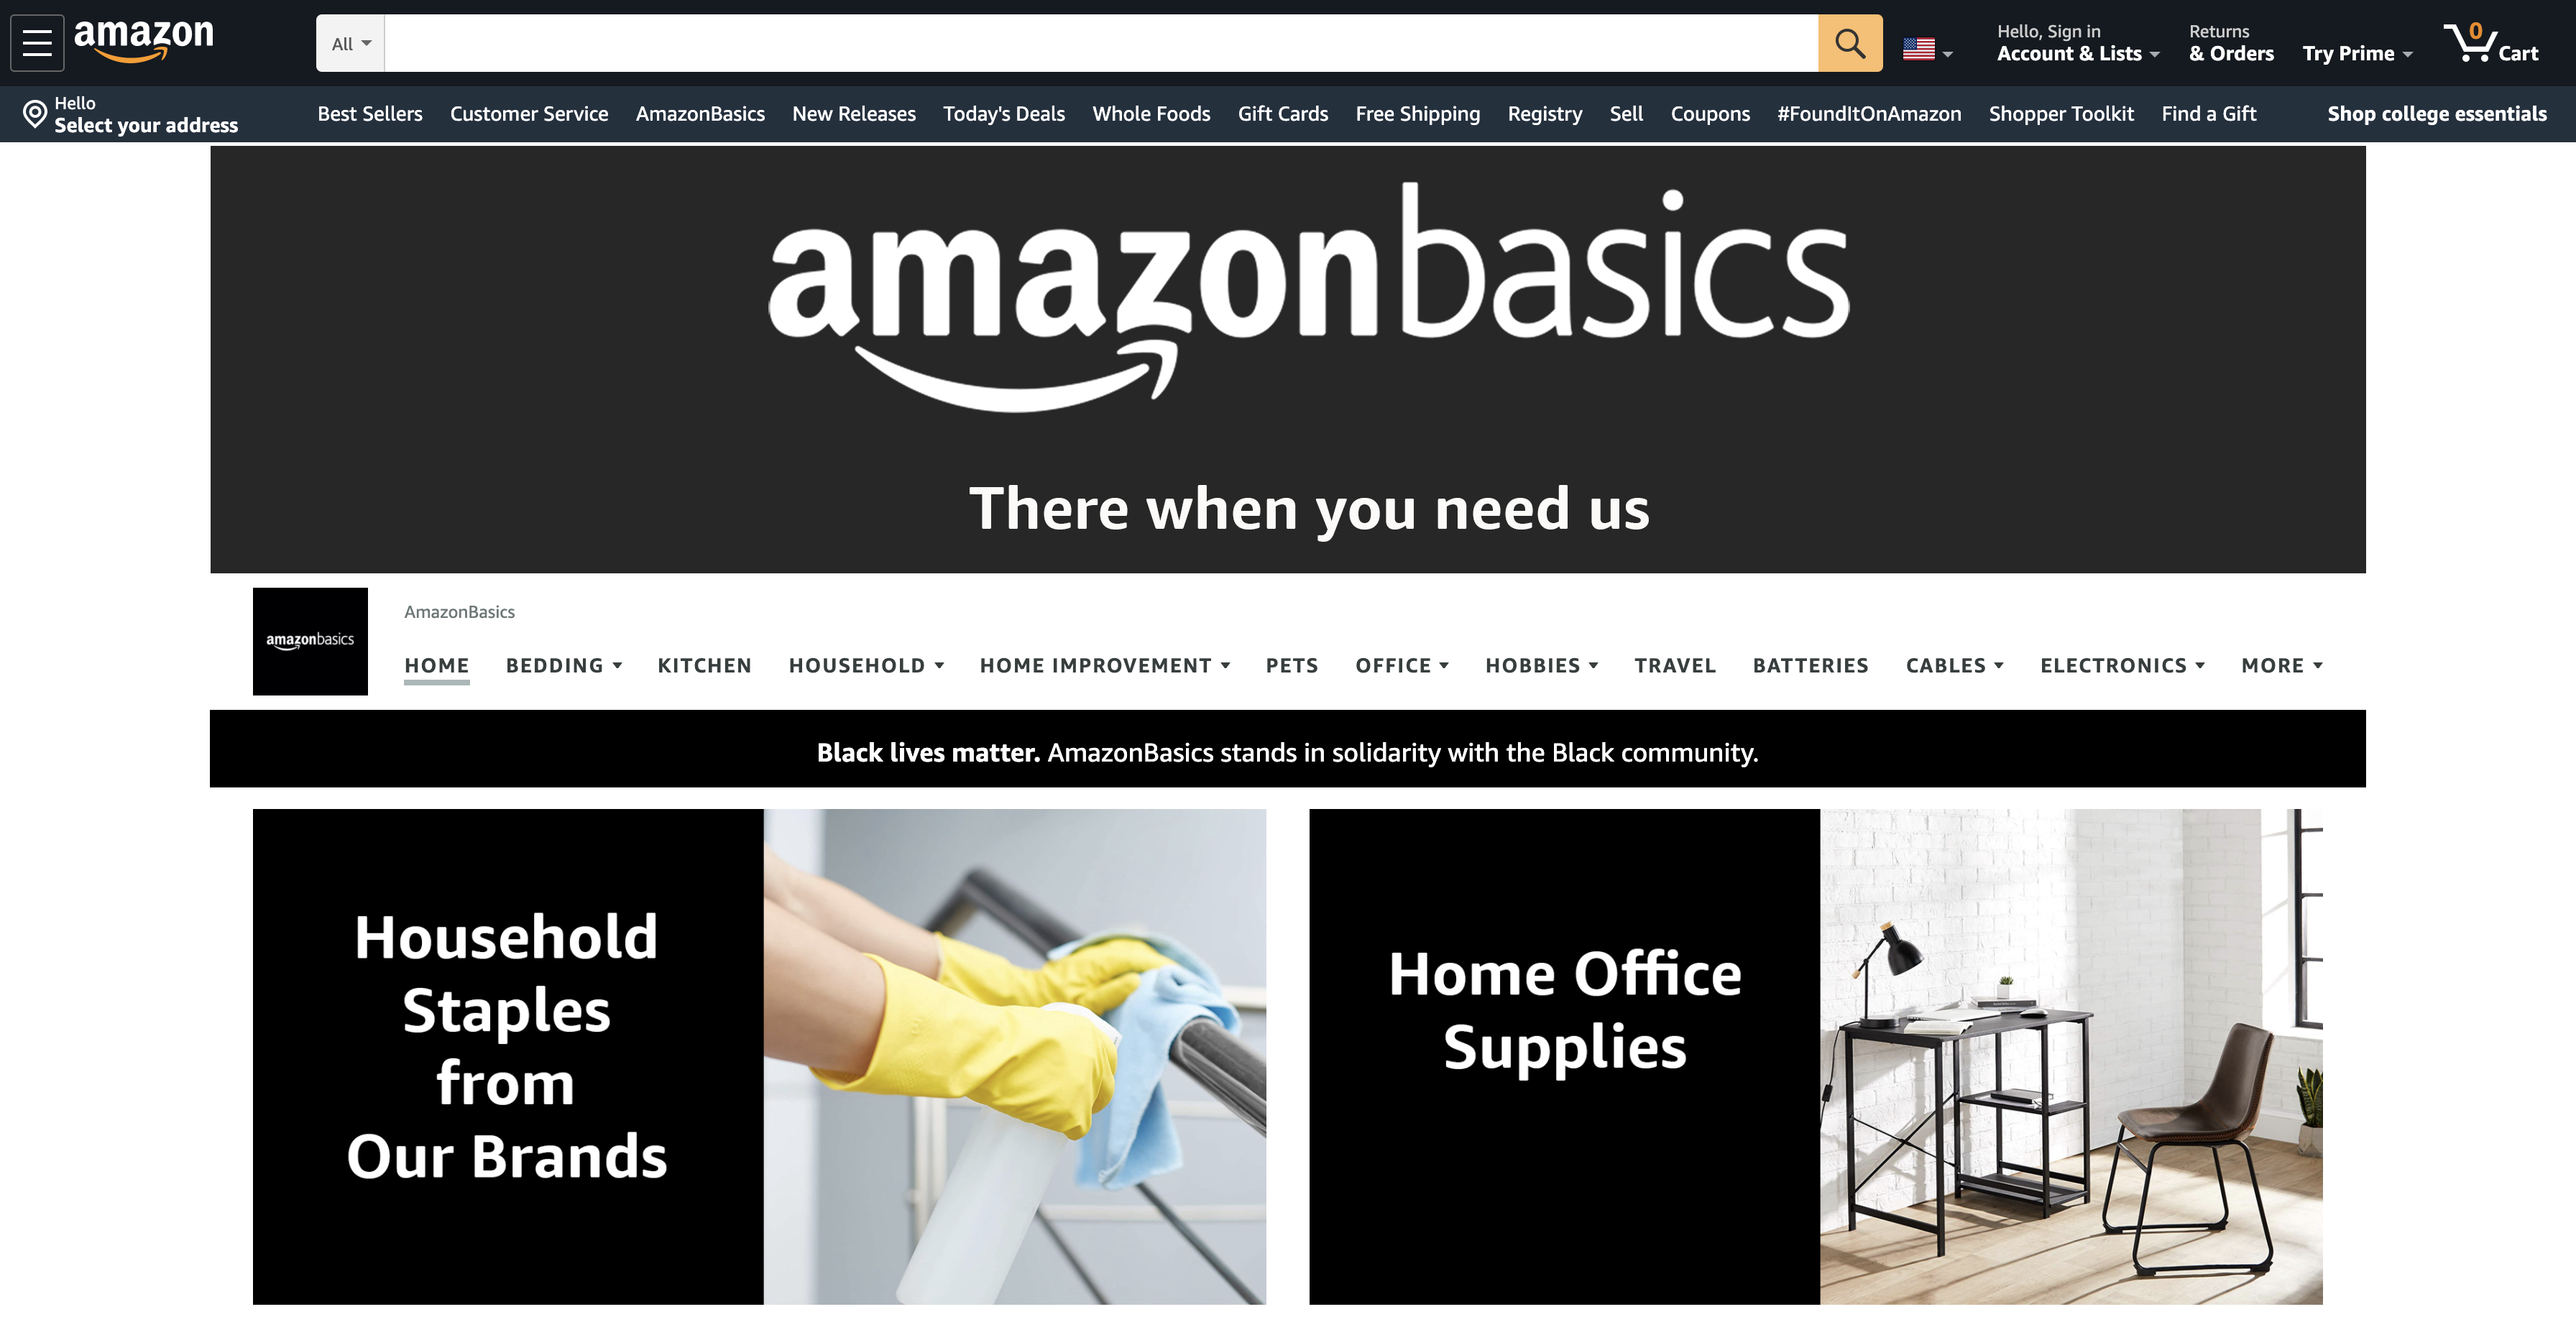 amazon
All
Hello, Sign in
Account & Lists
Returns
& Orders
Try Prime
0
Cart
Hello
Select your address
Best Sellers
Customer Service
AmazonBasics
New Releases
Today's Deals
Whole Foods
Gift Cards
Free Shipping
Registry
Sell
Coupons
#FoundItOnAmazon
Shopper Toolkit
Find a Gift
Shop college essentials
amazonbasics
There when you need us
amazonbasics
AmazonBasics
HOME
BEDDING
KITCHEN
HOUSEHOLD
HOME IMPROVEMENT
PETS
OFFICE
HOBBIES
TRAVEL
BATTERIES
CABLES
ELECTRONICS
MORE
Black lives matter. AmazonBasics stands in solidarity with the Black community.
Household
Staples
from
Our Brands
Home Office
Supplies